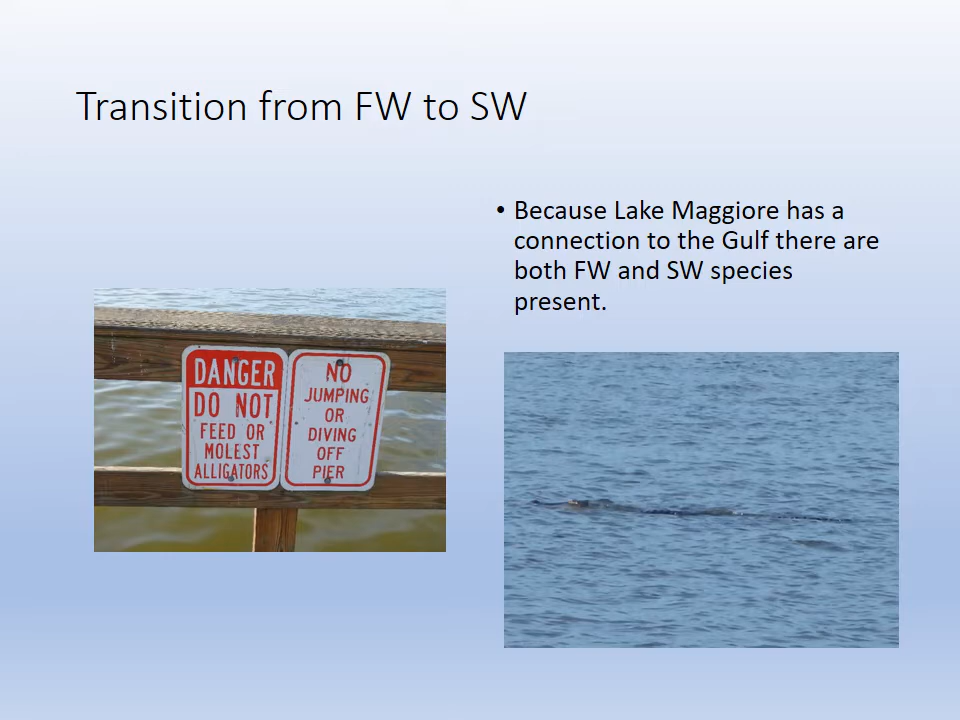 Transition from FW to SW
• Because Lake Maggiore has a
connection to the Gulf there are
both FW and SW species
present.
DANGER
DO NOT
FEED OR
MOLEST
ALLIGATORS
NO
JUMPING
OR
DIVING
OFF
PIER